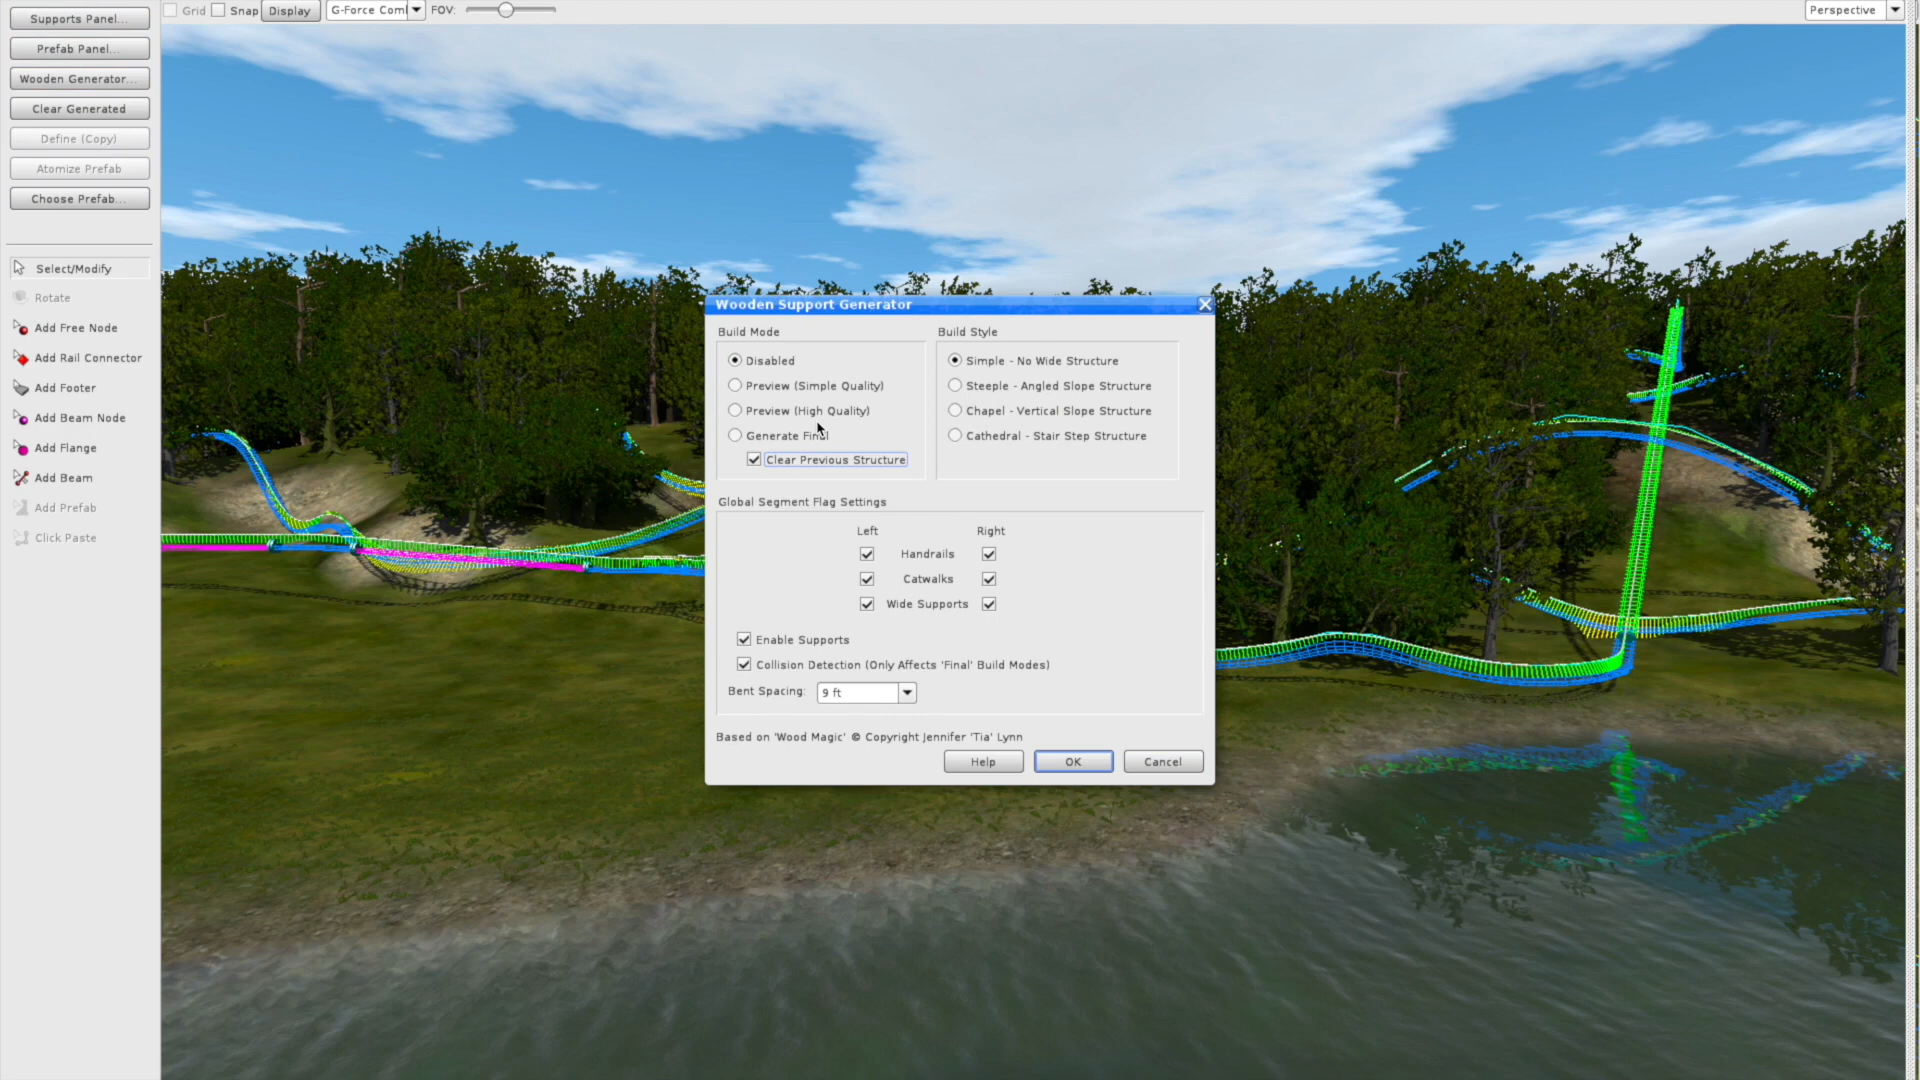 Supports Panel...
Prefab Panel...
Wooden Generator...
Clear Generated
Define (Copy)
Atomize Prefab
Choose Prefab...
Select/Modify
Rotate
Add Free Node
Add Rail Connector
Add Footer
Add Beam Node
Add Flange
Add Beam
Add Prefab
Click Paste
Grid Snap Display G-Force Com FOV: Perspective
Wooden Support Generator
Build Mode
Disabled
Preview (Simple Quality)
Preview (High Quality)
Generate Final
Clear Previous Structure
Build Style
Simple - No Wide Structure
Steeple - Angled Slope Structure
Chapel - Vertical Slope Structure
Cathedral - Stair Step Structure
Global Segment Flag Settings
Left Right
Handrails
Catwalks
Wide Supports
Enable Supports
Collision Detection (Only Affects 'Final' Build Modes)
Bent Spacing: 9 ft
Based on 'Wood Magic' © Copyright Jennifer 'Tia' Lynn
Help OK Cancel